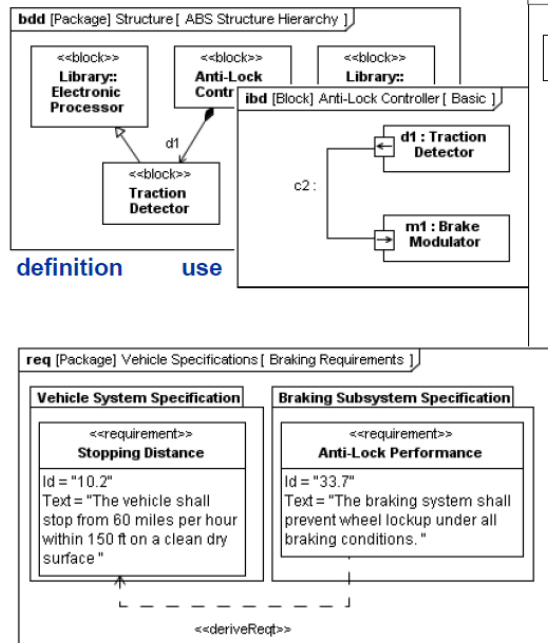 bdd [Package] Structure [ ABS Structure Hierarchy ]
<<block>>
Library::
Electronic
Processor
<<block>>
Anti-Lock
<<block>>
Library::
d1
<<block>>
Traction
Detector
definition
use
ibd [Block] Anti-Lock Controller [ Basic ]
d1 : Traction
Detector
c2 :
m1 : Brake
Modulator
req [Package] Vehicle Specifications [ Braking Requirements ]
Vehicle System Specification
<<requirement>>
Stopping Distance
Id = "10.2"
Text = "The vehicle shall
stop from 60 miles per hour
within 150 ft on a clean dry
surface "
Braking Subsystem Specification
<<requirement>>
Anti-Lock Performance
Id = "33.7"
Text = "The braking system shall
prevent wheel lockup under all
braking conditions. "
<<deriveReqt>>